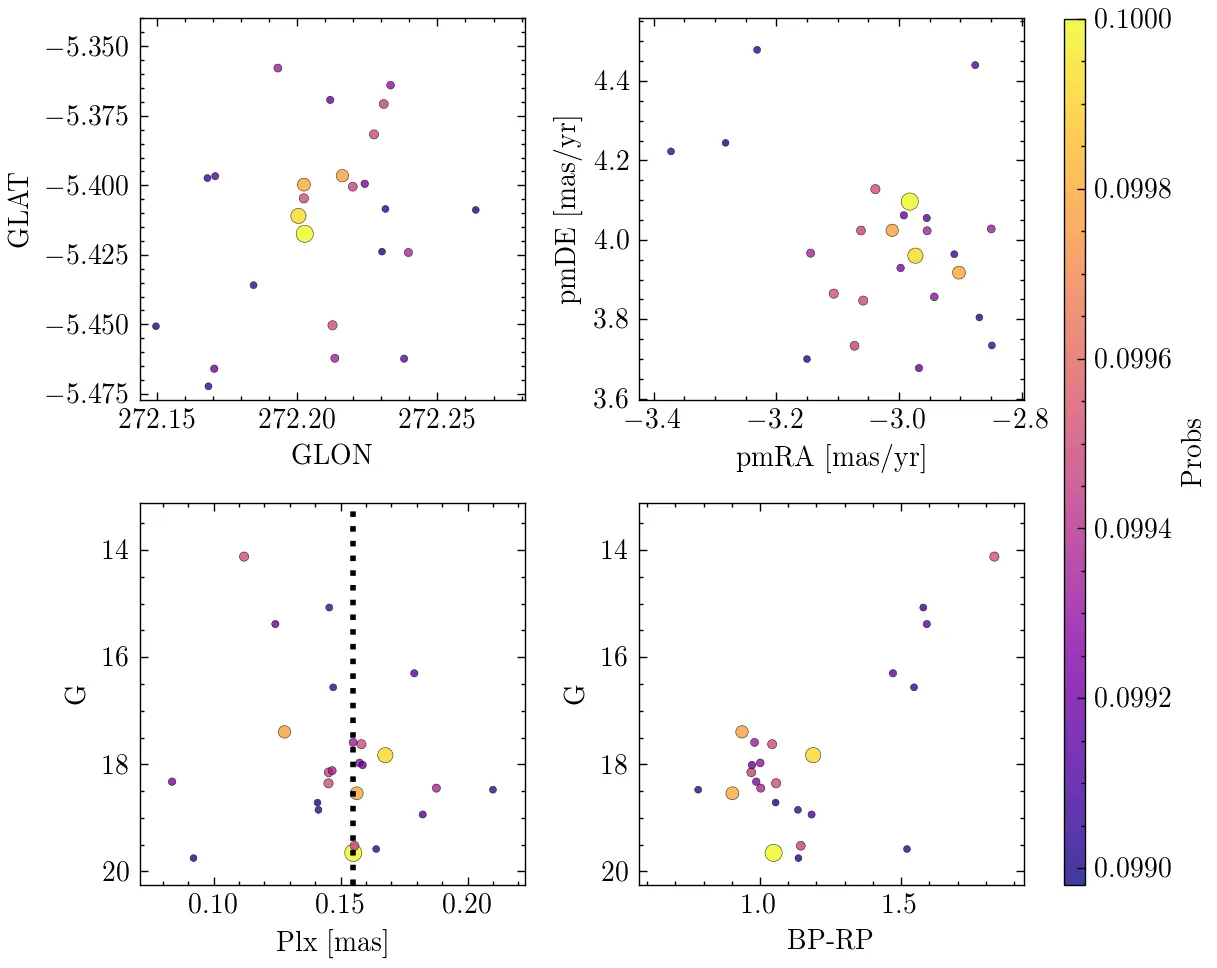 −5.350
−5.375
−5.400
−5.425
−5.450
−5.475
GLAT
272.15 272.20 272.25
GLON
4.4
4.2
4.0
3.8
3.6
pmDE [mas/yr]
−3.4 −3.2 −3.0 −2.8
pmRA [mas/yr]
14
16
18
20
G
0.10 0.15 0.20
Plx [mas]
14
16
18
20
G
1.0 1.5
BP-RP
0.1000
0.0998
0.0996
0.0994
0.0992
0.0990
Probs